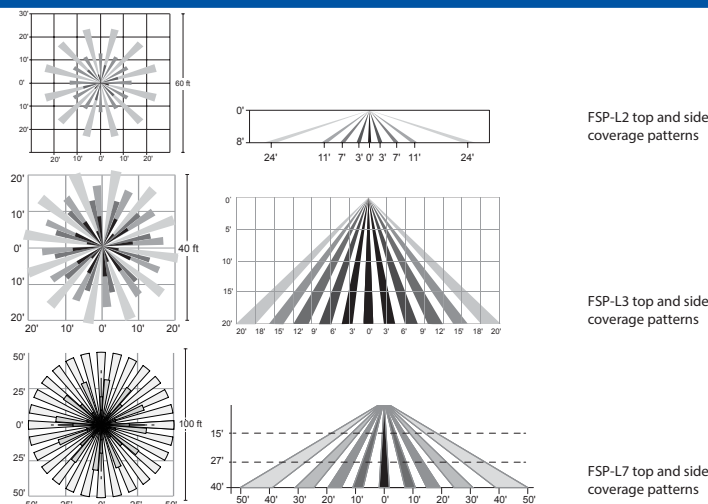 30'
20'
10'
0'
10'
20'
60 ft
20' 10' 0' 10' 20'
0'
8'
24' 11' 7' 3' 0' 3' 7' 11' 24'
FSP-L2 top and side
coverage patterns
20'
10'
0'
10'
20'
40 ft
20' 10' 0' 10' 20'
0'
5'
10'
15'
20'
20' 18' 15' 12' 9' 6' 3' 0' 3' 6' 9' 12' 15' 18' 20'
FSP-L3 top and side
coverage patterns
50'
25'
0'
25'
50'
100 ft
50' 25' 0' 25' 50'
15'
27'
40'
50' 40' 30' 20' 10' 0' 10' 20' 30' 40' 50'
FSP-L7 top and side
coverage patterns